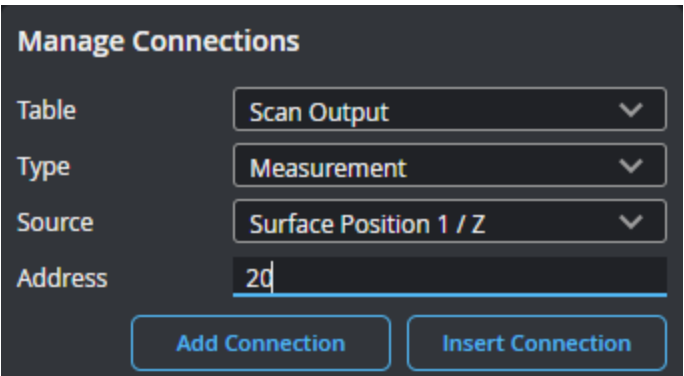 Manage Connections
Table Scan Output
Type Measurement
Source Surface Position 1 / Z
Address 20
Add Connection Insert Connection